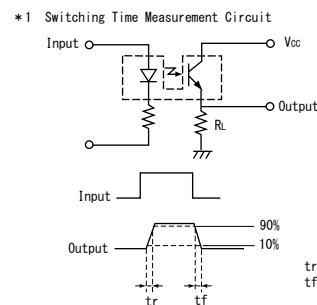 *1 Switching Time Measurement Circuit
Input
Vcc
Output
RL
Input
90%
Output
10%
tr
tf
tr
tf